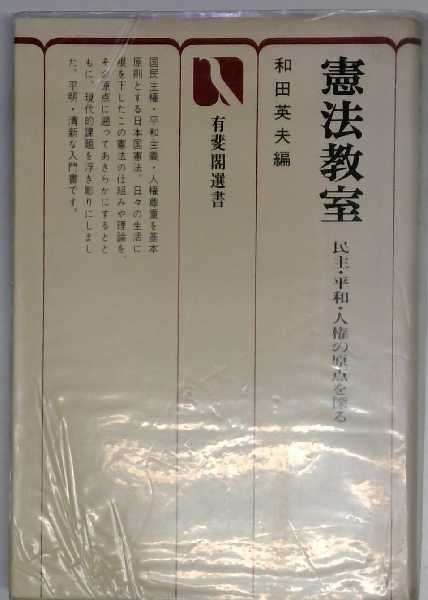 憲法教室
民主・平和・人権の原点を探る
和田英夫編
有斐閣選書
国民主権・平和主義・人権尊重を基本
原則とする日本国憲法。日々の生活に
根を下したこの憲法の仕組みや理論を、
その原点に遡ってあきらかにするとと
もに、現代的課題を浮き彫りにしまし
た。平明・清新な入門書です。